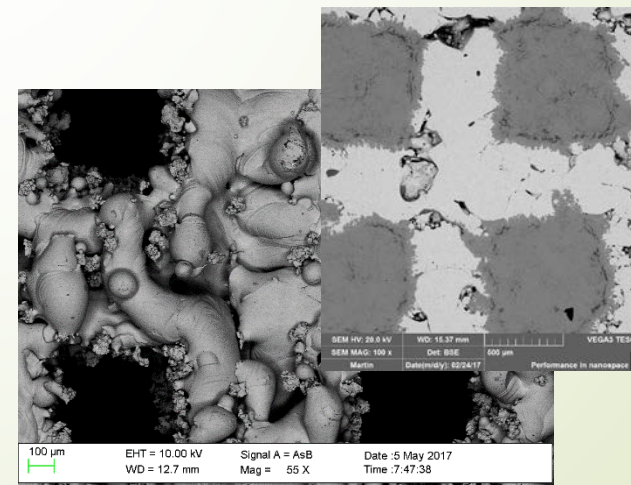 SEM HV: 20.0 kV WD: 15.37 mm VEGA3 TES
SEM MAG: 100 x Det: BSE 500 µm
Martin Date(m/d/y): 02/24/17 Performance in nanospace
100 µm EHT = 10.00 kV Signal A = AsB Date :5 May 2017
WD = 12.7 mm Mag = 55 X Time :7:47:38